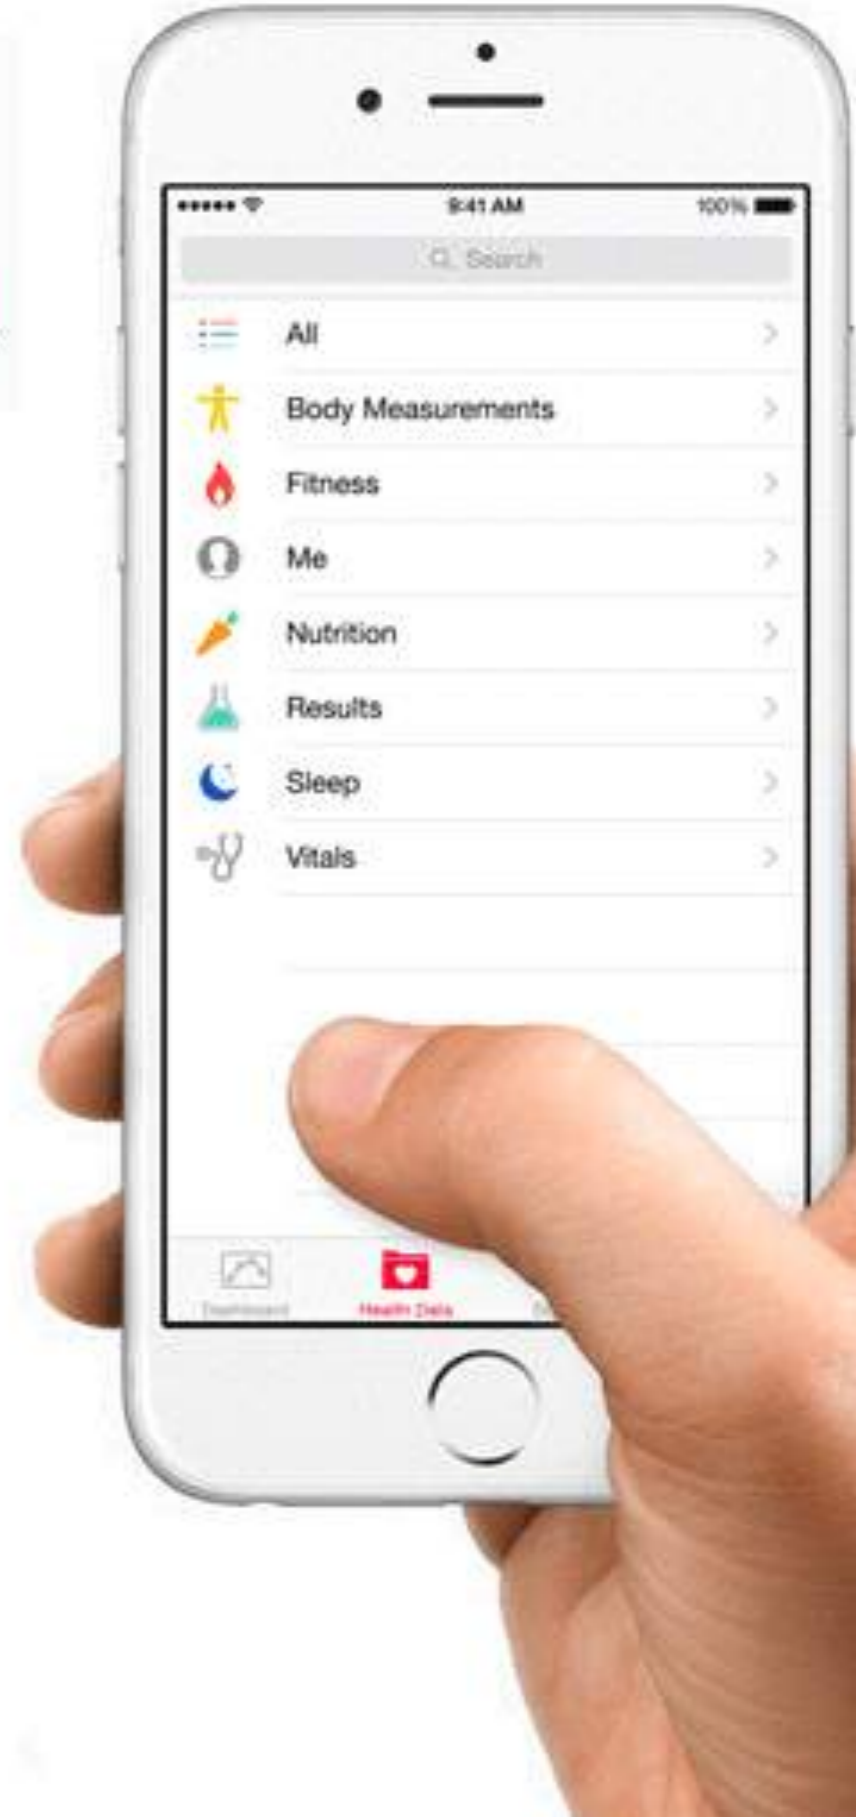 9:41 AM 100%
Search
All
Body Measurements
Fitness
Me
Nutrition
Results
Sleep
Vitals
Dashboard Health Data